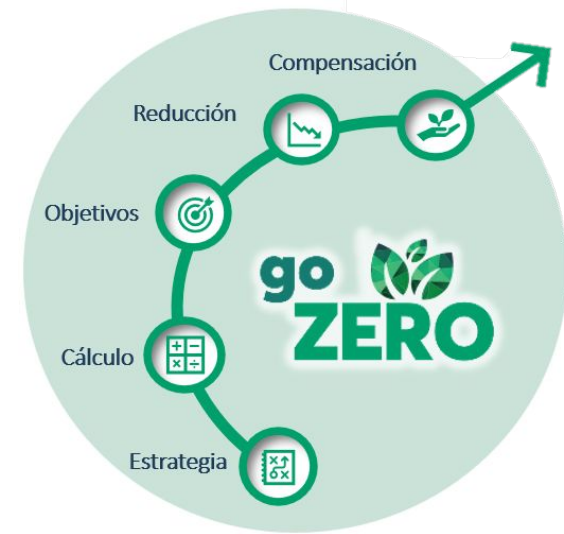 Compensación
Reducción
Objetivos
Cálculo
Estrategia
go
ZERO